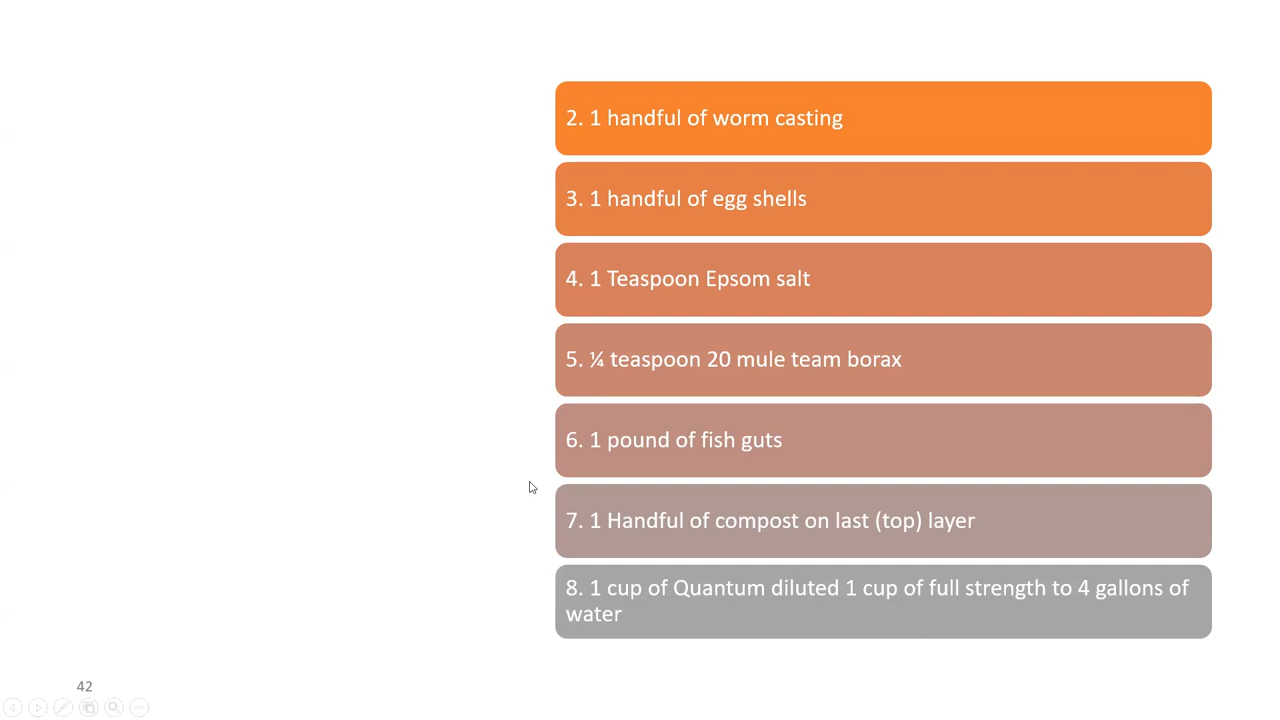 2. 1 handful of worm casting
3. 1 handful of egg shells
4. 1 Teaspoon Epsom salt
5. ¼ teaspoon 20 mule team borax
6. 1 pound of fish guts
7. 1 Handful of compost on last (top) layer
8. 1 cup of Quantum diluted 1 cup of full strength to 4 gallons of
water
42